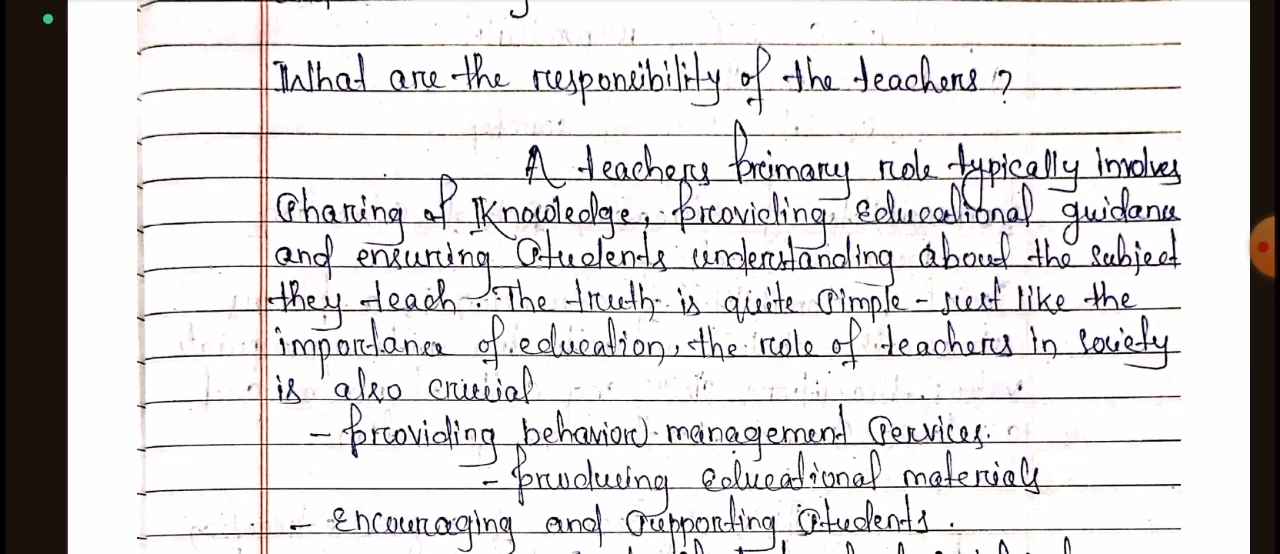 What are the responsibility of the teachers?
A teachers primary role typically involves
sharing of Knowledge, providing Educational guidance
and ensuring students understanding about the subject
they teach. The truth is quite simple - just like the
importance of education, the role of teachers in society
is also crucial
- providing behavior management services.
- producing educational materials
- Encouraging and supporting students.